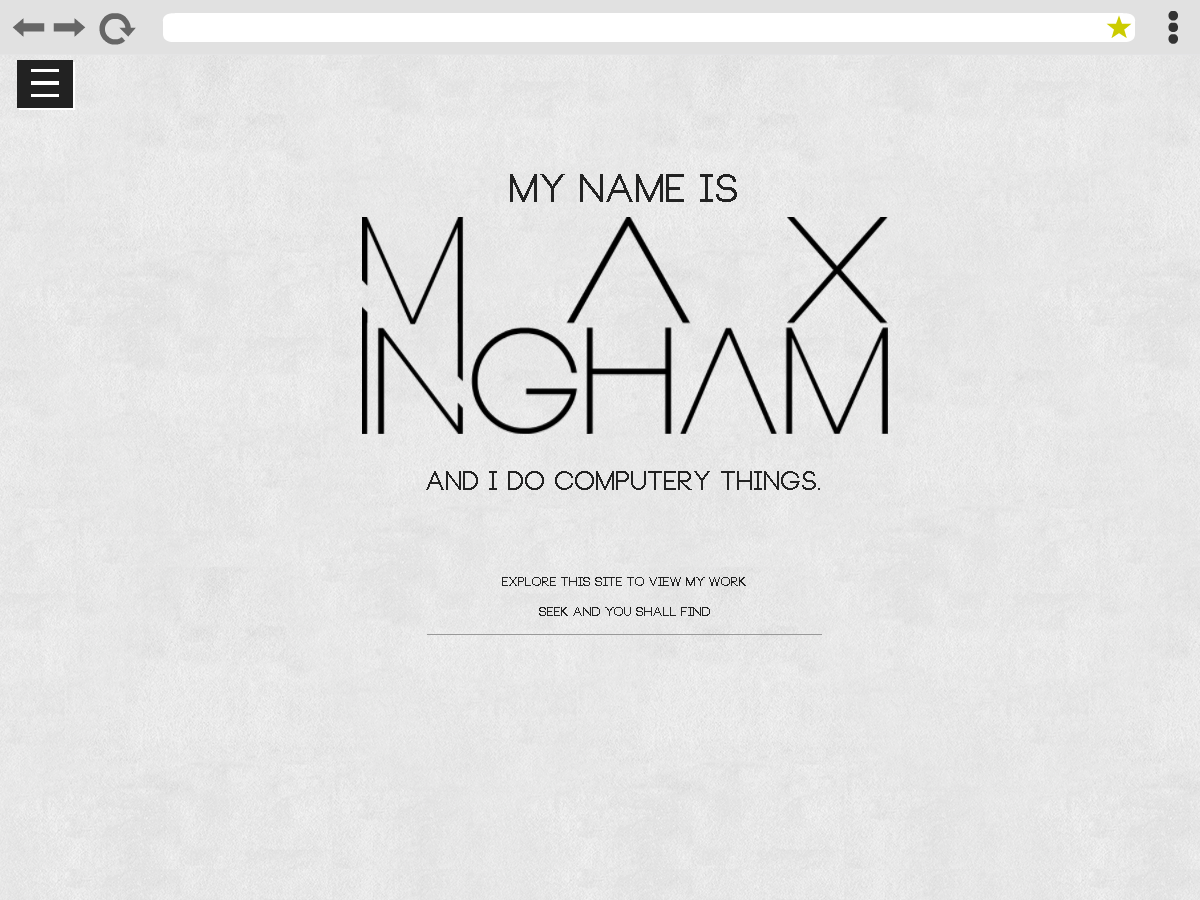 MY NAME IS
MAX
INGHAM
AND I DO COMPUTERY THINGS.
EXPLORE THIS SITE TO VIEW MY WORK
SEEK AND YOU SHALL FIND